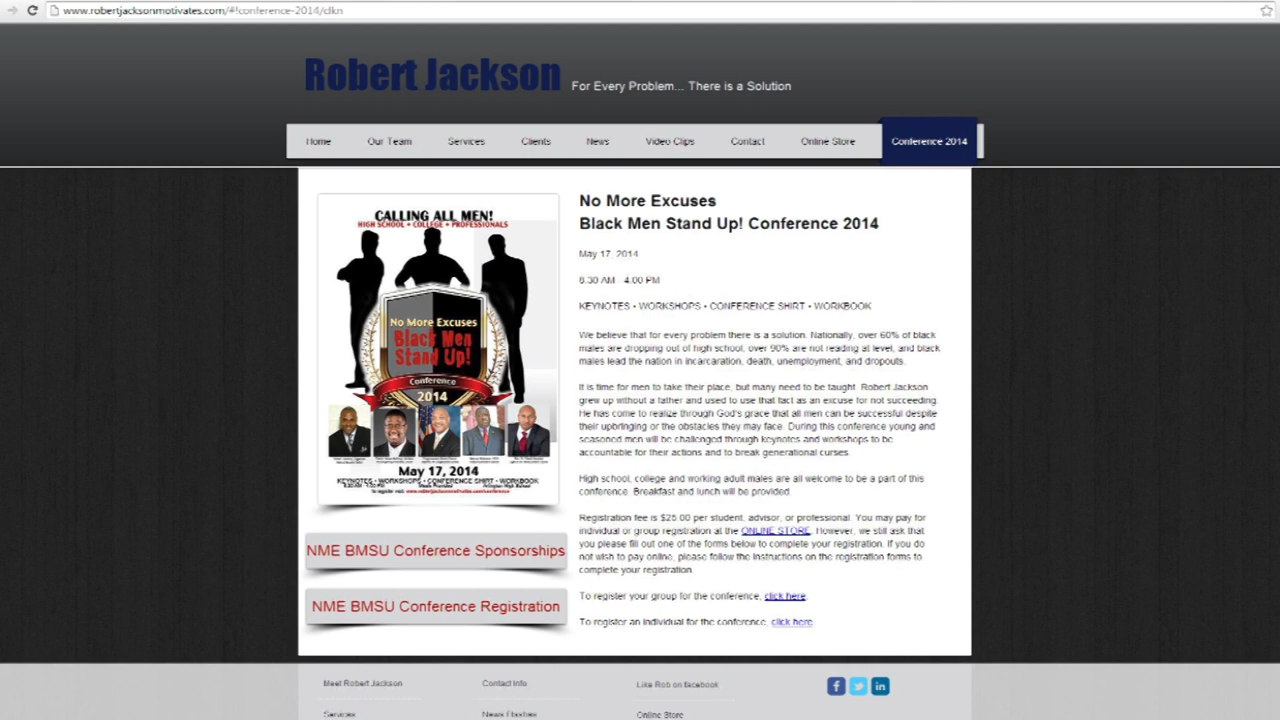 www.robertjacksonmotivates.com/#!conference-2014/clkn
Robert Jackson For Every Problem... There is a Solution
Home Our Team Services Clients News Video Clips Contact Online Store Conference 2014
CALLING ALL MEN!
HIGH SCHOOL • COLLEGE • PROFESSIONALS
No More Excuses
Black Men
Stand Up!
Conference
2014
May 17, 2014
KEYNOTES • WORKSHOPS • CONFERENCE SHIRT • WORKBOOK
To register visit: www.robertjacksonmotivates.com/conference
NME BMSU Conference Sponsorships
NME BMSU Conference Registration
No More Excuses
Black Men Stand Up! Conference 2014
May 17, 2014
8:30 AM - 4:00 PM
KEYNOTES • WORKSHOPS • CONFERENCE SHIRT • WORKBOOK
We believe that for every problem there is a solution. Nationally, over 60% of black
males are dropping out of high school, over 90% are not reading at level, and black
males lead the nation in incarcaration, death, unemployment, and dropouts.
It is time for men to take their place, but many need to be taught. Robert Jackson
grew up without a father and used to use that fact as an excuse for not succeeding.
He has come to realize through God's grace that all men can be successful despite
their upbringing or the obstacles they may face. During this conference young and
seasoned men will be challenged through keynotes and workshops to be
accountable for their actions and to break generational curses.
High school, college and working adult males are all welcome to be a part of this
conference. Breakfast and lunch will be provided.
Registration fee is $25.00 per student, advisor, or professional. You may pay for
individual or group registration at the ONLINE STORE. However, we still ask that
you please fill out one of the forms below to complete your registration. If you do
not wish to pay online, please follow the instructions on the registration forms to
complete your registration.
To register your group for the conference, click here.
To register an individual for the conference, click here.
Meet Robert Jackson Contact Info Like Rob on facebook
Services News Flashes Online Store